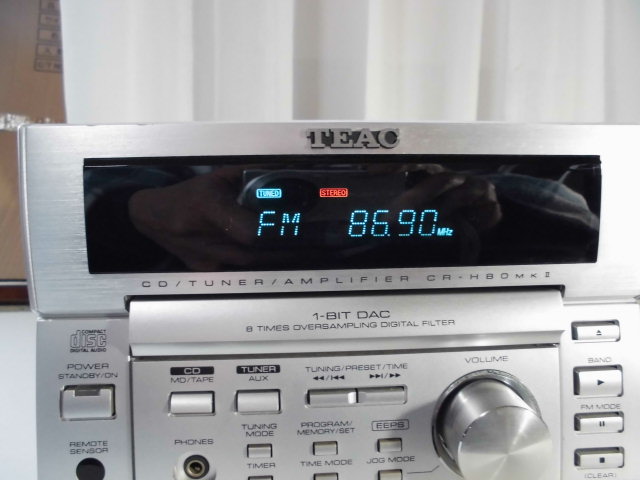 TEAC
TUNED STEREO
FM 86.90 MHz
CD/TUNER/AMPLIFIER CR-H80MKII
1-BIT DAC
8 TIMES OVERSAMPLING DIGITAL FILTER
COMPACT
disc
DIGITAL AUDIO
POWER
STANDBY/ON
CD
MD/TAPE
TUNER
AUX
TUNING/PRESET/TIME
◀◀/I◀◀ ▶▶I/▶▶
VOLUME
BAND
FM MODE
REMOTE
SENSOR
PHONES
TUNING
MODE
PROGRAM/
MEMORY/SET
EEPS
TIMER
TIME MODE
JOG MODE
(CLEAR)